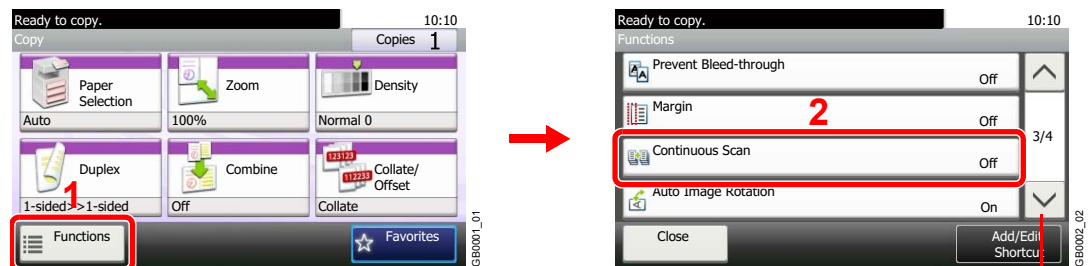 Ready to copy.
10:10
Copy
Copies 1
Paper
Selection
Auto
Zoom
100%
Density
Normal 0
Duplex
1
1-sided>>1-sided
Combine
Off
123123
112233
Collate/
Offset
Collate
Functions
Favorites
GB0001_01
Ready to copy.
10:10
Functions
Prevent Bleed-through
Off
Margin
2
Off
3/4
Continuous Scan
Off
Auto Image Rotation
On
Close
Add/Edit
Shortcut
GB0002_02